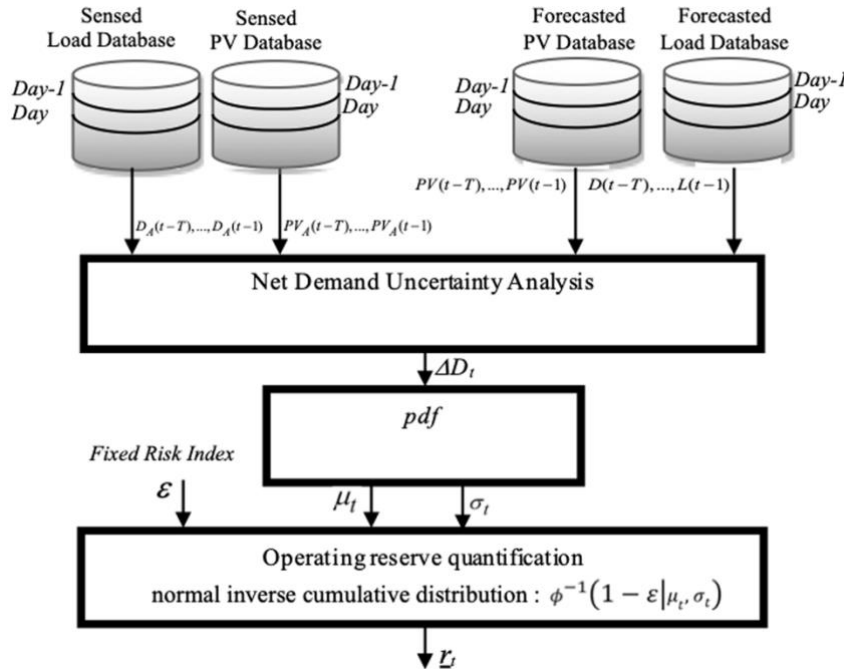 Sensed
Load Database
Sensed
PV Database
Forecasted
PV Database
Forecasted
Load Database
Day-1
Day
Day-1
Day
Day-1
Day
Day-1
Day
PV(t−T),...,PV(t−1)
D(t−T),...,L(t−1)
D_A(t−T),...,D_A(t−1)
PV_A(t−T),...,PV_A(t−1)
Net Demand Uncertainty Analysis
ΔD_t
pdf
Fixed Risk Index
ε
μ_t
σ_t
Operating reserve quantification
normal inverse cumulative distribution : ϕ⁻¹(1 − ε|μ_t, σ_t)
r_t